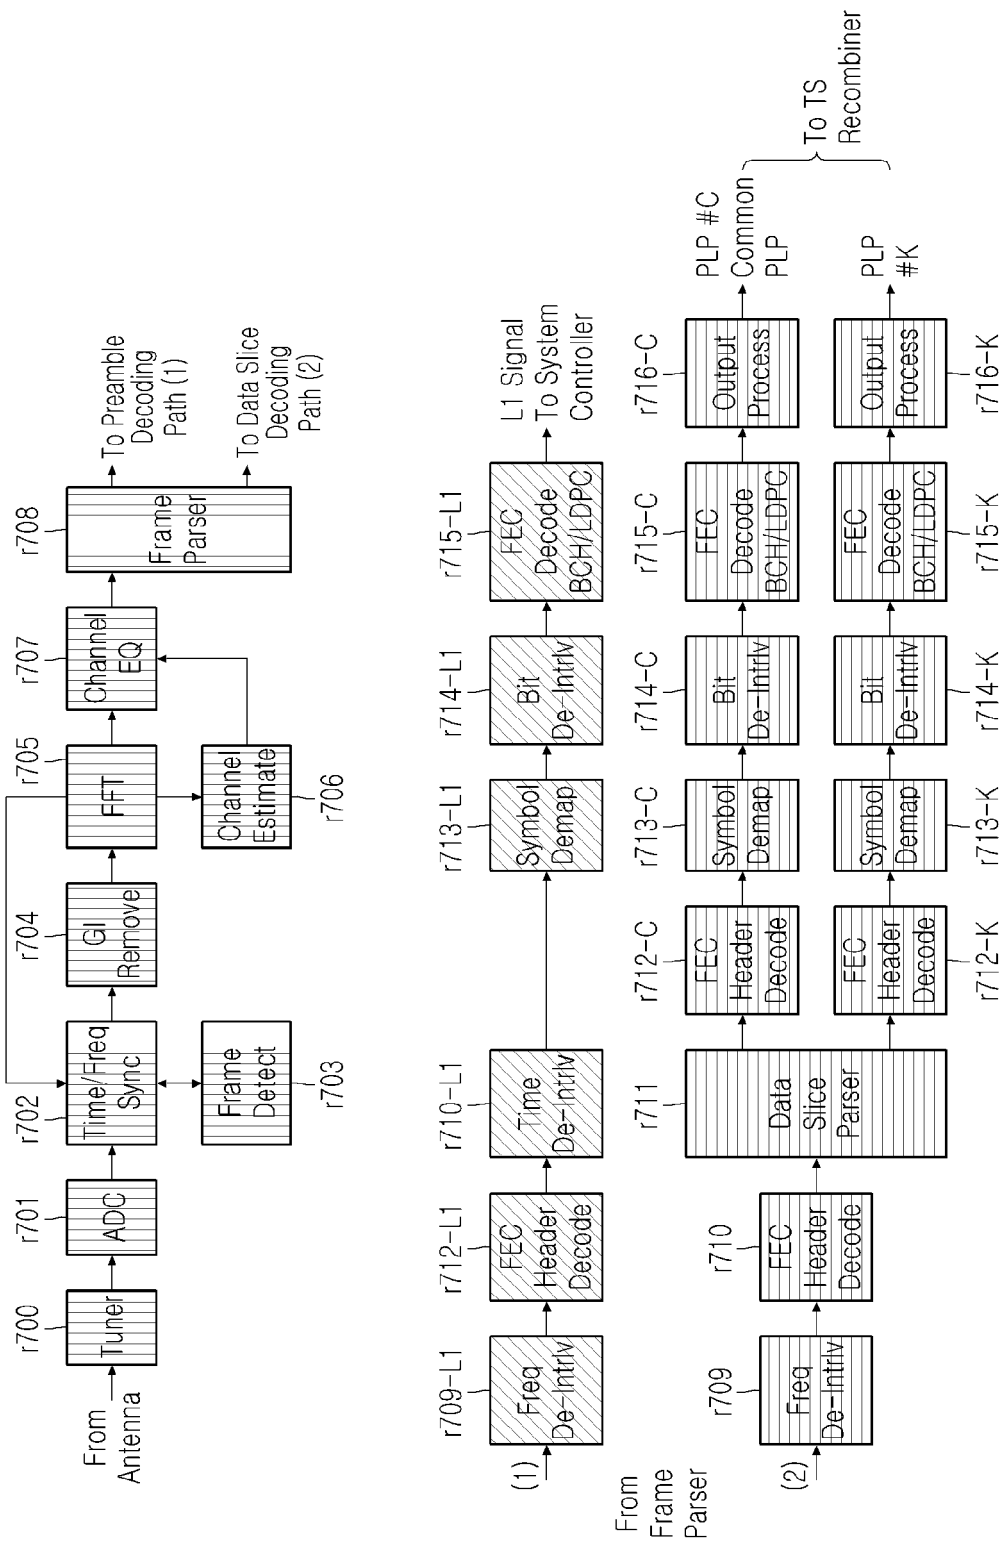 r700
r701
r702
r704
r705
r707
r708
From
Antenna
Tuner
ADC
Time/Freq
Sync
GI
Remove
FFT
Channel
EQ
Frame
Parser
To Preamble
Decoding
Path (1)
To Data Slice
Decoding
Path (2)
Frame
Detect
r703
Channel
Estimate
r706
r709-L1
r712-L1
r710-L1
r713-L1
r714-L1
r715-L1
(1)
Freq
De-Intrlv
FEC
Header
Decode
Time
De-Intrlv
Symbol
Demap
Bit
De-Intrlv
FEC
Decode
BCH/LDPC
L1 Signal
To System
Controller
From
Frame
Parser
r709
r710
r711
r712-C
r713-C
r714-C
r715-C
r716-C
(2)
Freq
De-Intrlv
FEC
Header
Decode
Data
Slice
Parser
FEC
Header
Decode
Symbol
Demap
Bit
De-Intrlv
FEC
Decode
BCH/LDPC
Output
Process
PLP #C
Common
PLP
FEC
Header
Decode
Symbol
Demap
Bit
De-Intrlv
FEC
Decode
BCH/LDPC
Output
Process
PLP
#K
r712-K
r713-K
r714-K
r715-K
r716-K
To TS
Recombiner